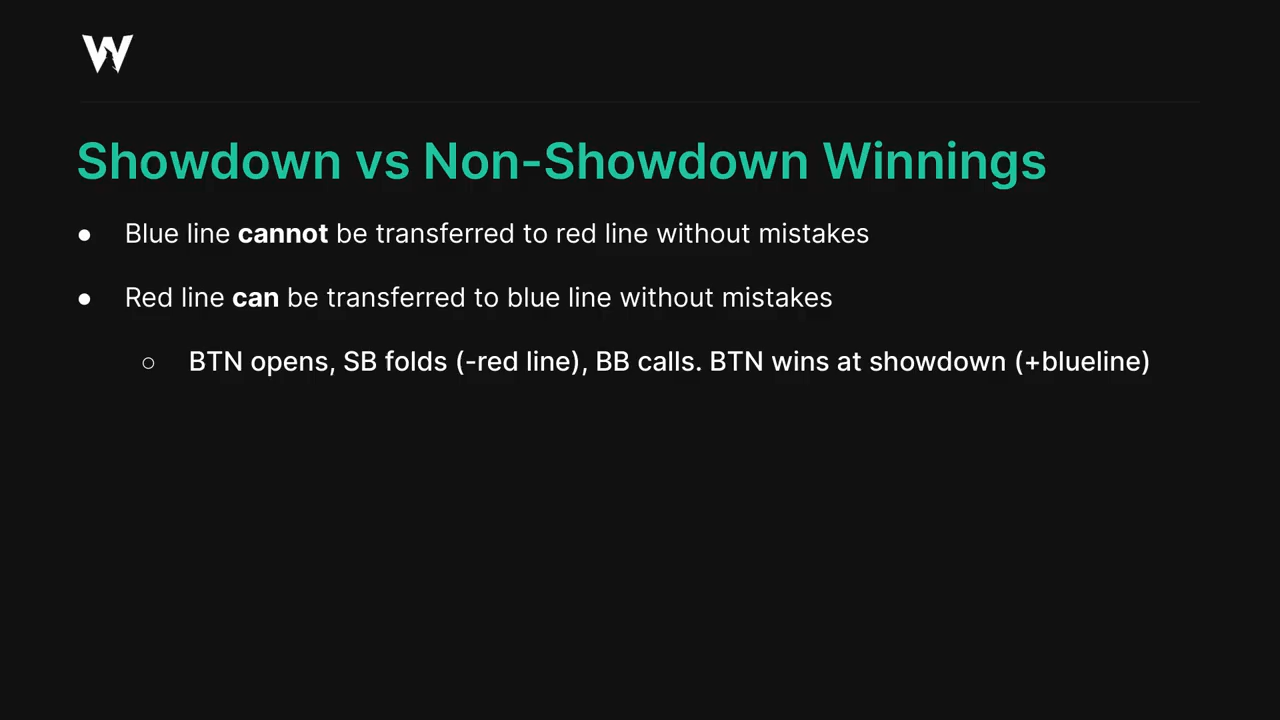 W
Showdown vs Non-Showdown Winnings
● Blue line cannot be transferred to red line without mistakes
● Red line can be transferred to blue line without mistakes
○ BTN opens, SB folds (-red line), BB calls. BTN wins at showdown (+blueline)